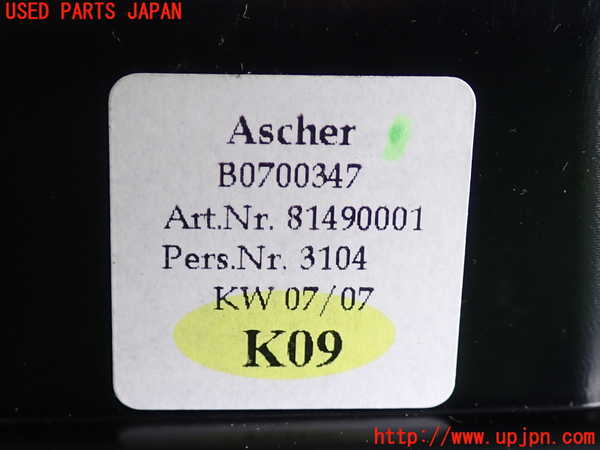 USED PARTS JAPAN
Ascher
B0700347
Art.Nr. 81490001
Pers.Nr. 3104
KW 07/07
K09
http://www.upjpn.com/